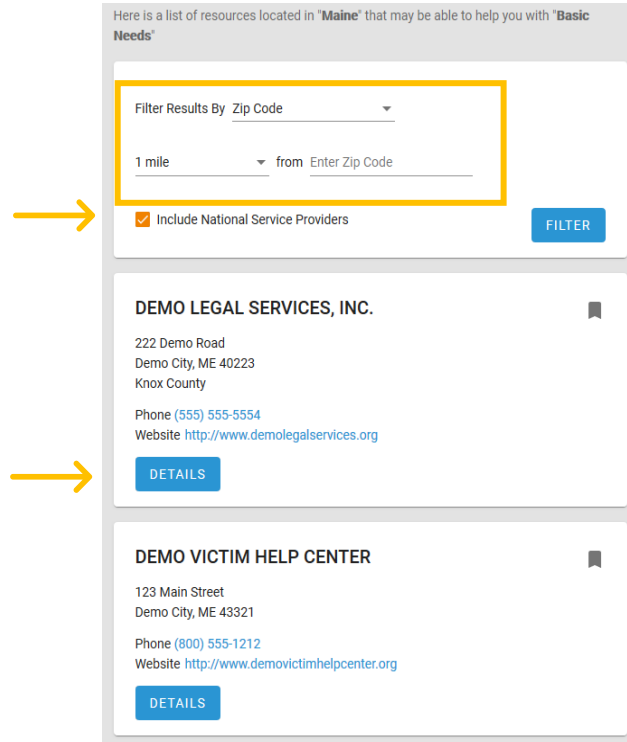 Here is a list of resources located in "Maine" that may be able to help you with "Basic
Needs"
Filter Results By Zip Code
1 mile from Enter Zip Code
Include National Service Providers
FILTER
DEMO LEGAL SERVICES, INC.
222 Demo Road
Demo City, ME 40223
Knox County
Phone (555) 555-5554
Website http://www.demolegalservices.org
DETAILS
DEMO VICTIM HELP CENTER
123 Main Street
Demo City, ME 43321
Phone (800) 555-1212
Website http://www.demovictimhelpcenter.org
DETAILS